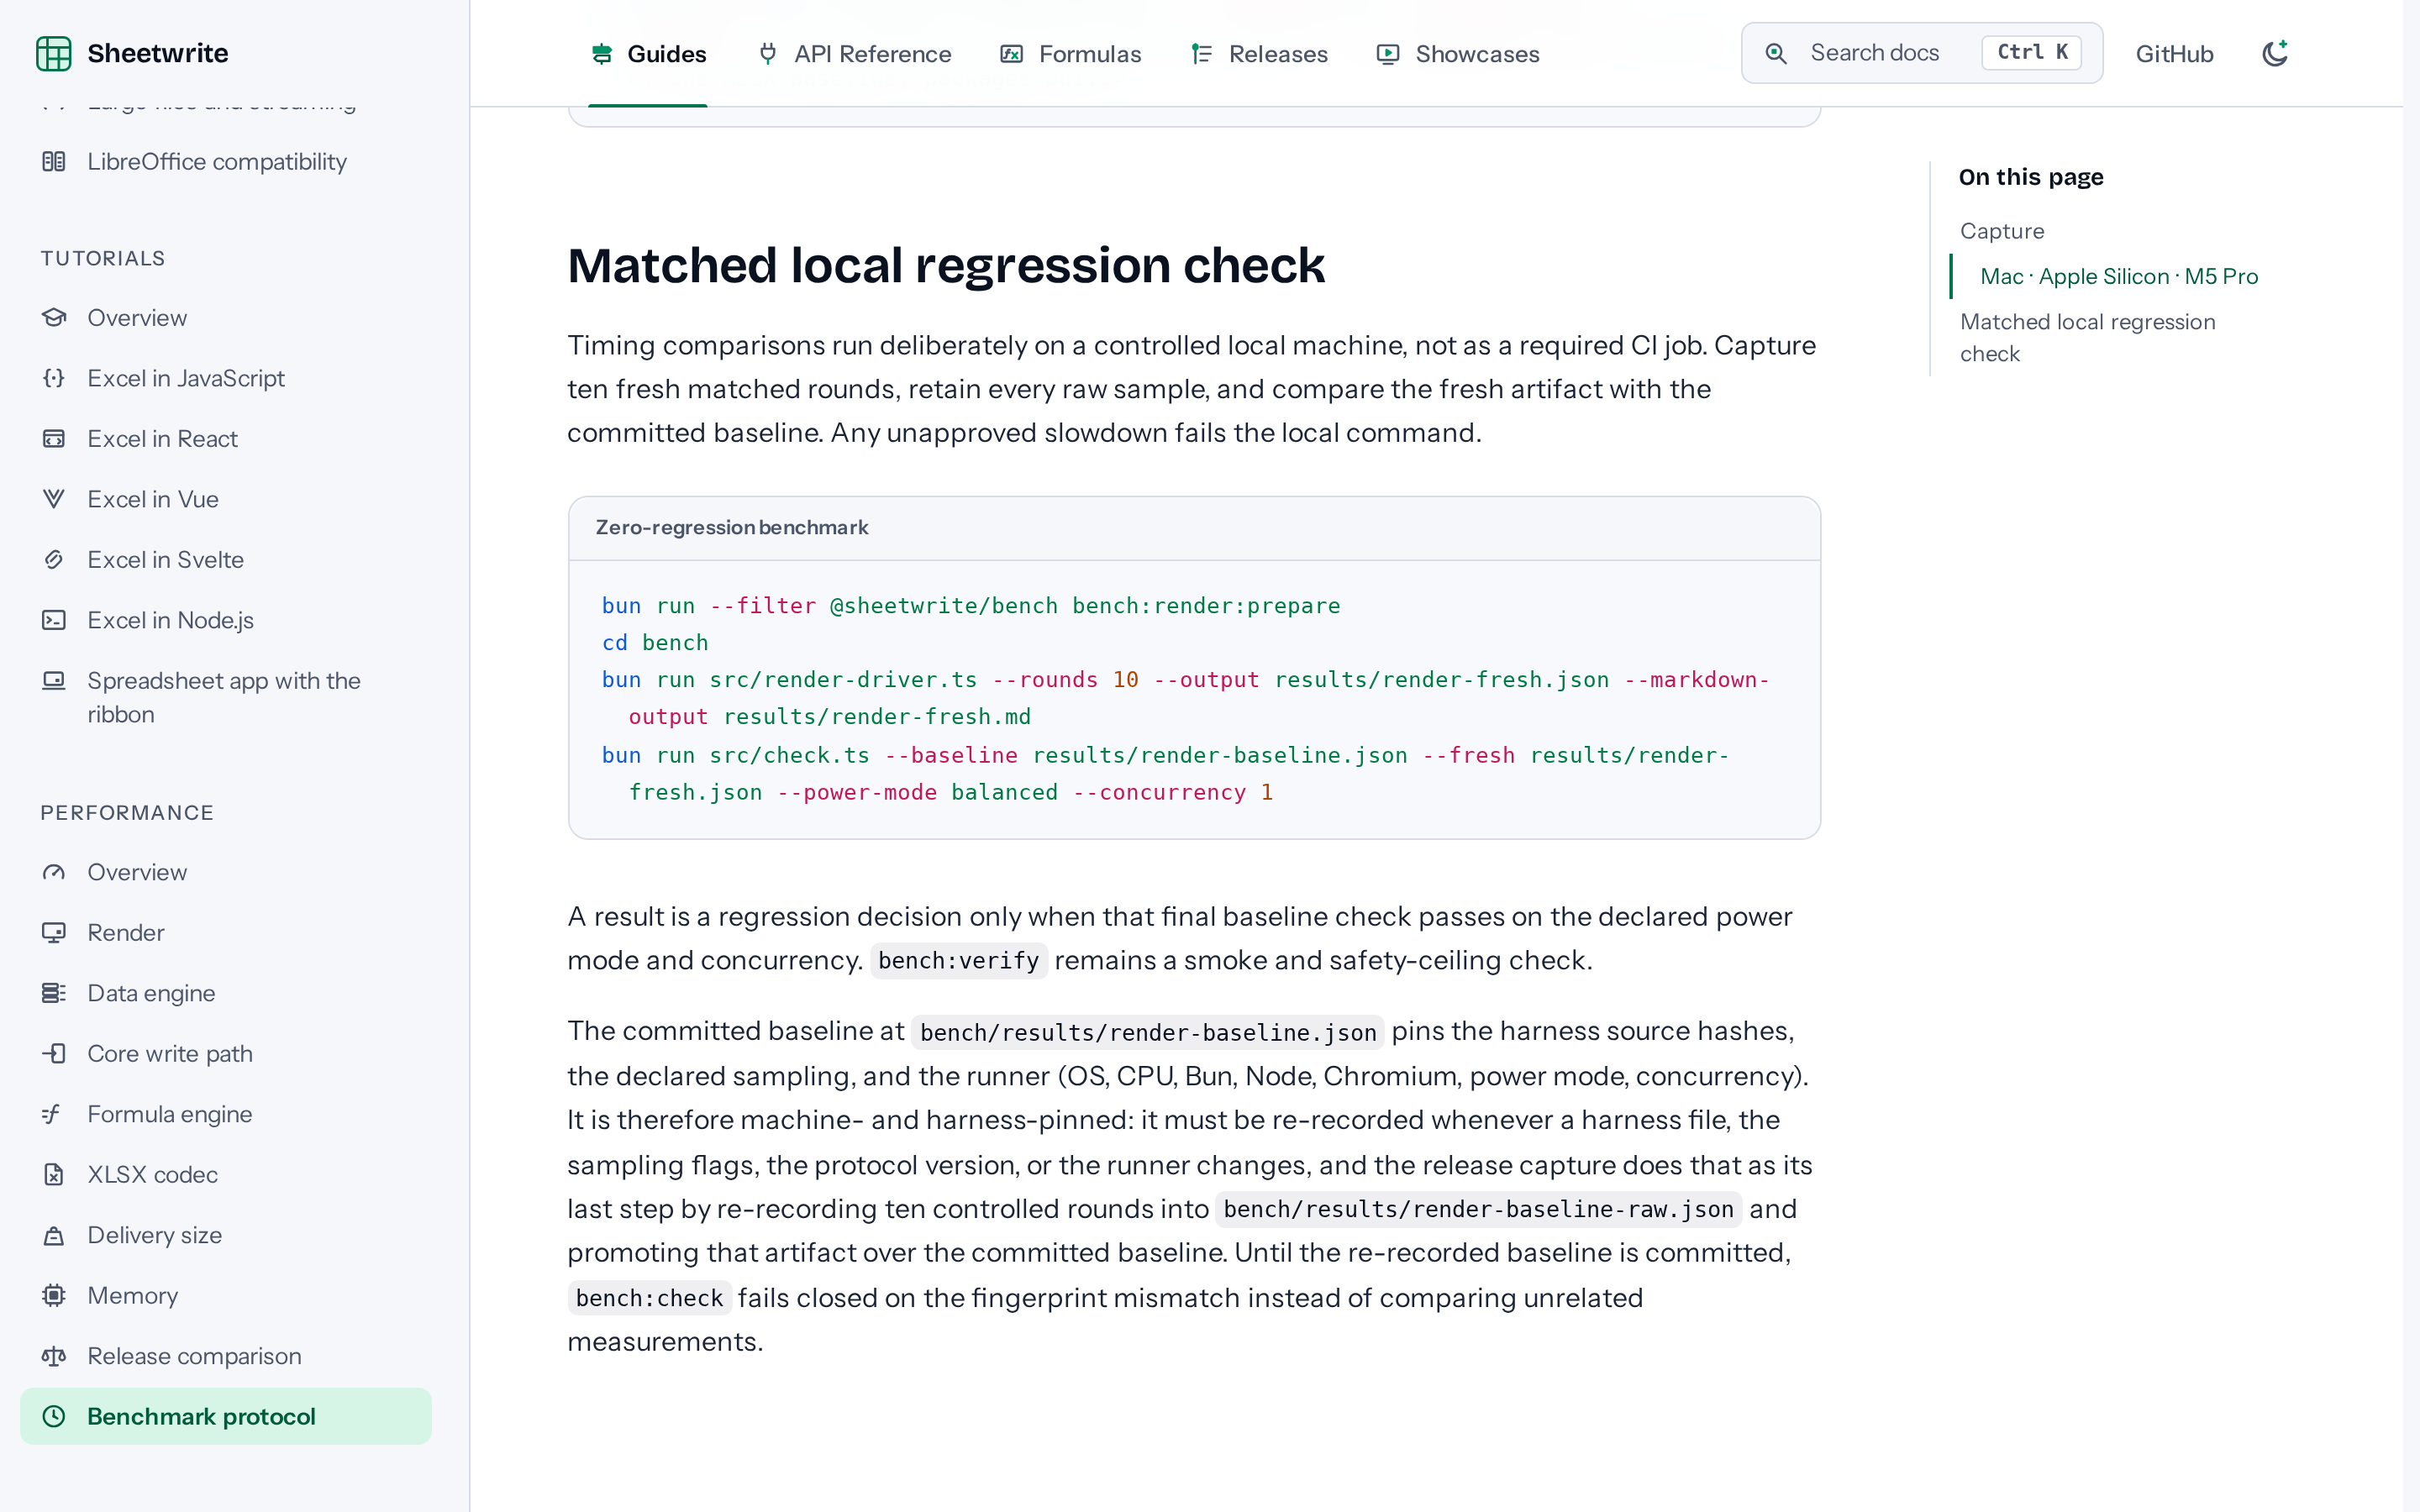 Sheetwrite
Guides
API Reference
Formulas
Releases
Showcases
Search docs
Ctrl K
GitHub
Large files and streaming
LibreOffice compatibility
TUTORIALS
Overview
Excel in JavaScript
Excel in React
Excel in Vue
Excel in Svelte
Excel in Node.js
Spreadsheet app with the
ribbon
PERFORMANCE
Overview
Render
Data engine
Core write path
Formula engine
XLSX codec
Delivery size
Memory
Release comparison
Benchmark protocol
Matched local regression check
Timing comparisons run deliberately on a controlled local machine, not as a required CI job. Capture
ten fresh matched rounds, retain every raw sample, and compare the fresh artifact with the
committed baseline. Any unapproved slowdown fails the local command.
Zero-regression benchmark
bun run --filter @sheetwrite/bench bench:render:prepare
cd bench
bun run src/render-driver.ts --rounds 10 --output results/render-fresh.json --markdown-
output results/render-fresh.md
bun run src/check.ts --baseline results/render-baseline.json --fresh results/render-
fresh.json --power-mode balanced --concurrency 1
A result is a regression decision only when that final baseline check passes on the declared power
mode and concurrency. bench:verify remains a smoke and safety-ceiling check.
The committed baseline at bench/results/render-baseline.json pins the harness source hashes,
the declared sampling, and the runner (OS, CPU, Bun, Node, Chromium, power mode, concurrency).
It is therefore machine- and harness-pinned: it must be re-recorded whenever a harness file, the
sampling flags, the protocol version, or the runner changes, and the release capture does that as its
last step by re-recording ten controlled rounds into bench/results/render-baseline-raw.json and
promoting that artifact over the committed baseline. Until the re-recorded baseline is committed,
bench:check fails closed on the fingerprint mismatch instead of comparing unrelated
measurements.
On this page
Capture
Mac · Apple Silicon · M5 Pro
Matched local regression
check